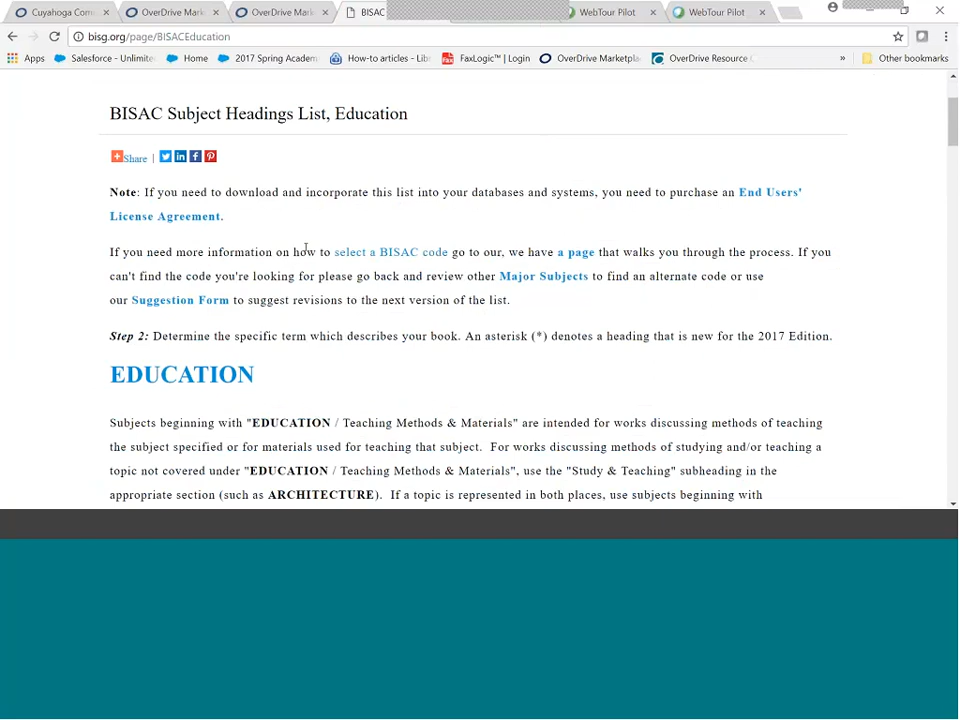 Cuyahoga Com
OverDrive Mark
OverDrive Mark
BISAC
WebTour Pilot
WebTour Pilot
bisg.org/page/BISACEducation
Apps
Salesforce - Unlimite
Home
2017 Spring Academ
How-to articles - Lib
FaxLogic™ | Login
OverDrive Marketpla
OverDrive Resource C
»
Other bookmarks
BISAC Subject Headings List, Education
Share |
Note: If you need to download and incorporate this list into your databases and systems, you need to purchase an End Users'
License Agreement.
If you need more information on how to select a BISAC code go to our, we have a page that walks you through the process. If you
can't find the code you're looking for please go back and review other Major Subjects to find an alternate code or use
our Suggestion Form to suggest revisions to the next version of the list.
Step 2: Determine the specific term which describes your book. An asterisk (*) denotes a heading that is new for the 2017 Edition.
EDUCATION
Subjects beginning with "EDUCATION / Teaching Methods & Materials" are intended for works discussing methods of teaching
the subject specified or for materials used for teaching that subject. For works discussing methods of studying and/or teaching a
topic not covered under "EDUCATION / Teaching Methods & Materials", use the "Study & Teaching" subheading in the
appropriate section (such as ARCHITECTURE). If a topic is represented in both places, use subjects beginning with